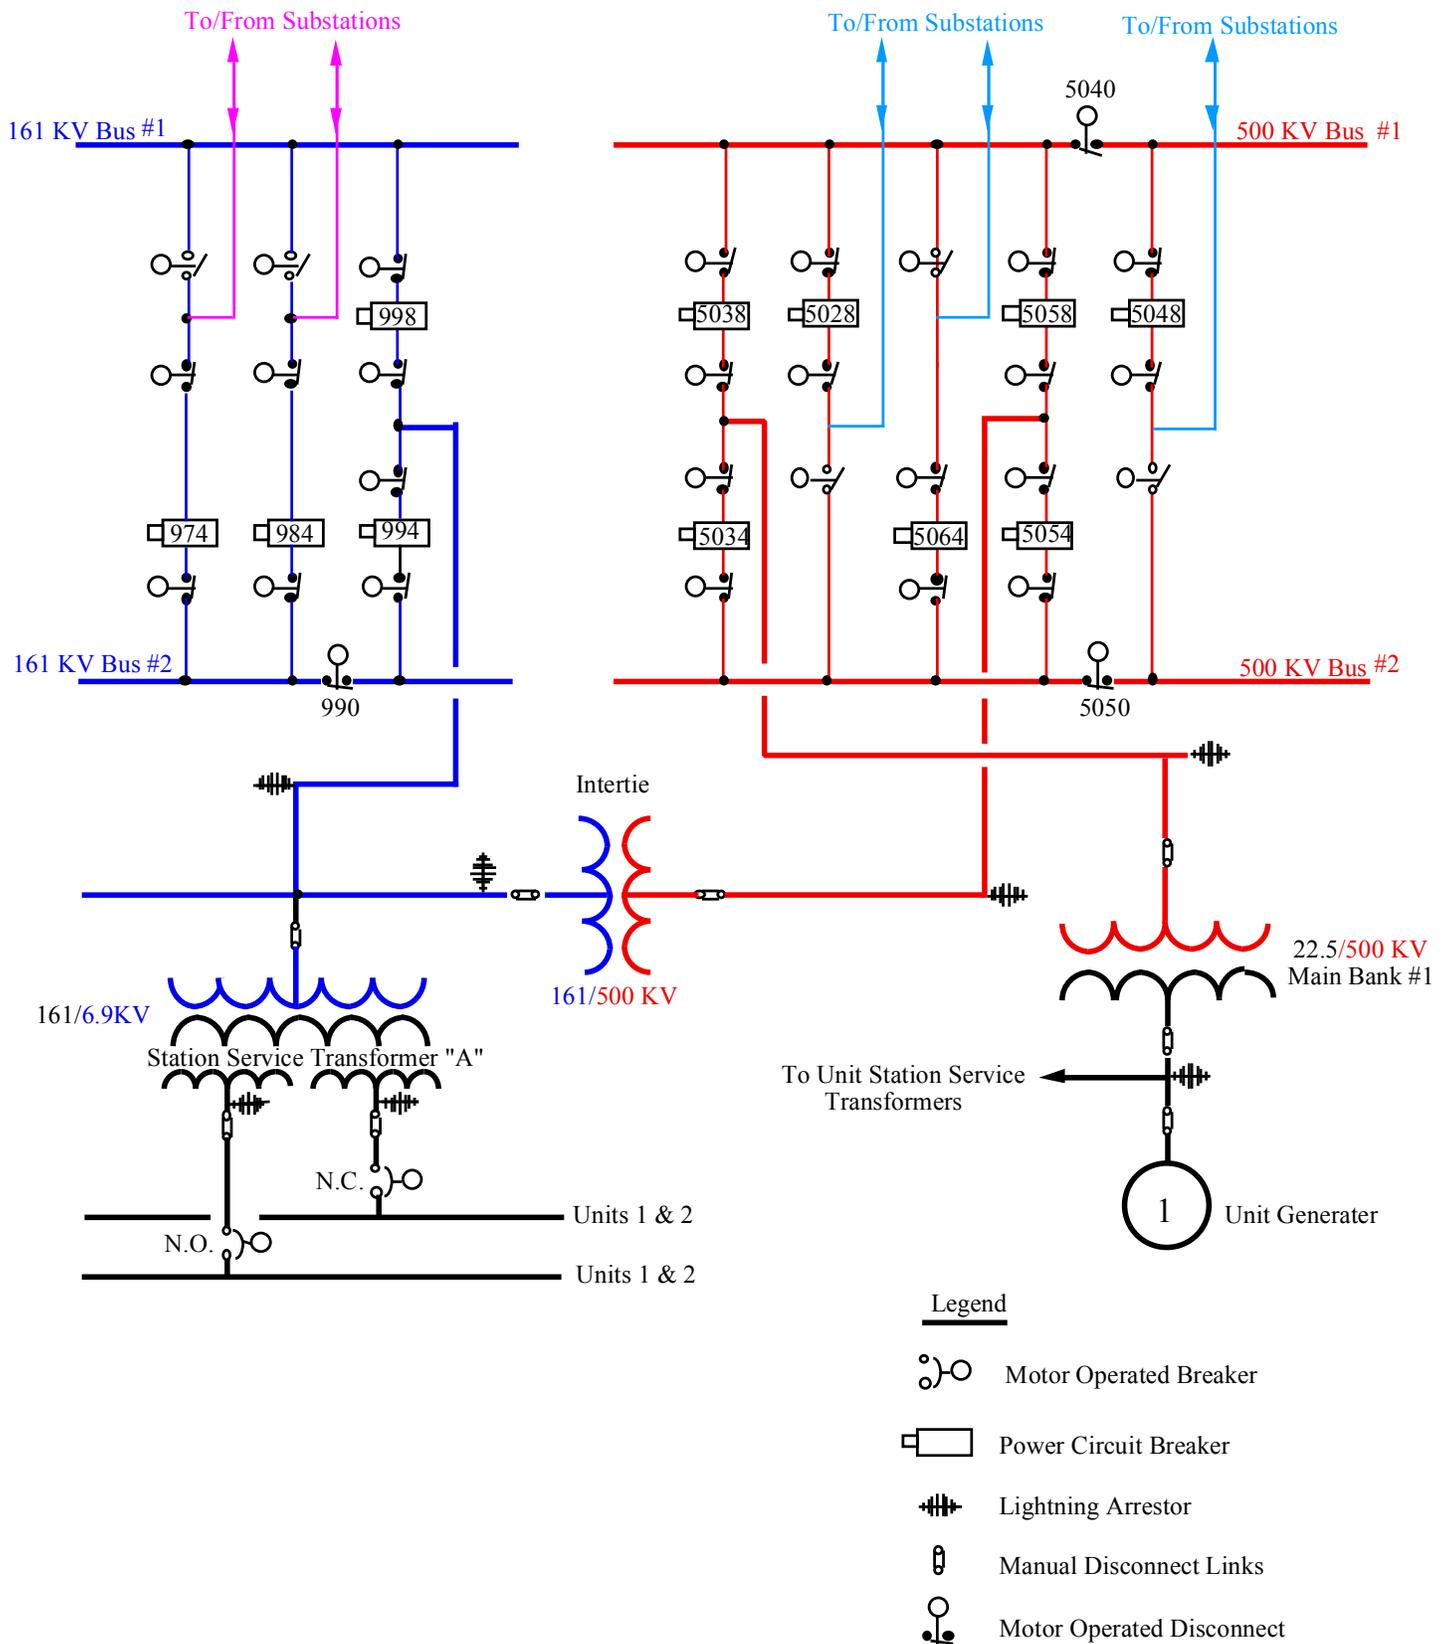 To/From Substations
To/From Substations
To/From Substations
5040
161 KV Bus #1
500 KV Bus #1
998
5038
5028
5058
5048
974
984
994
5034
5064
5054
161 KV Bus #2
500 KV Bus #2
990
5050
Intertie
161/500 KV
22.5/500 KV
Main Bank #1
161/6.9KV
Station Service Transformer "A"
To Unit Station Service
Transformers
N.C.
Units 1 & 2
1
Unit Generater
N.O.
Units 1 & 2
Legend
Motor Operated Breaker
Power Circuit Breaker
Lightning Arrestor
Manual Disconnect Links
Motor Operated Disconnect